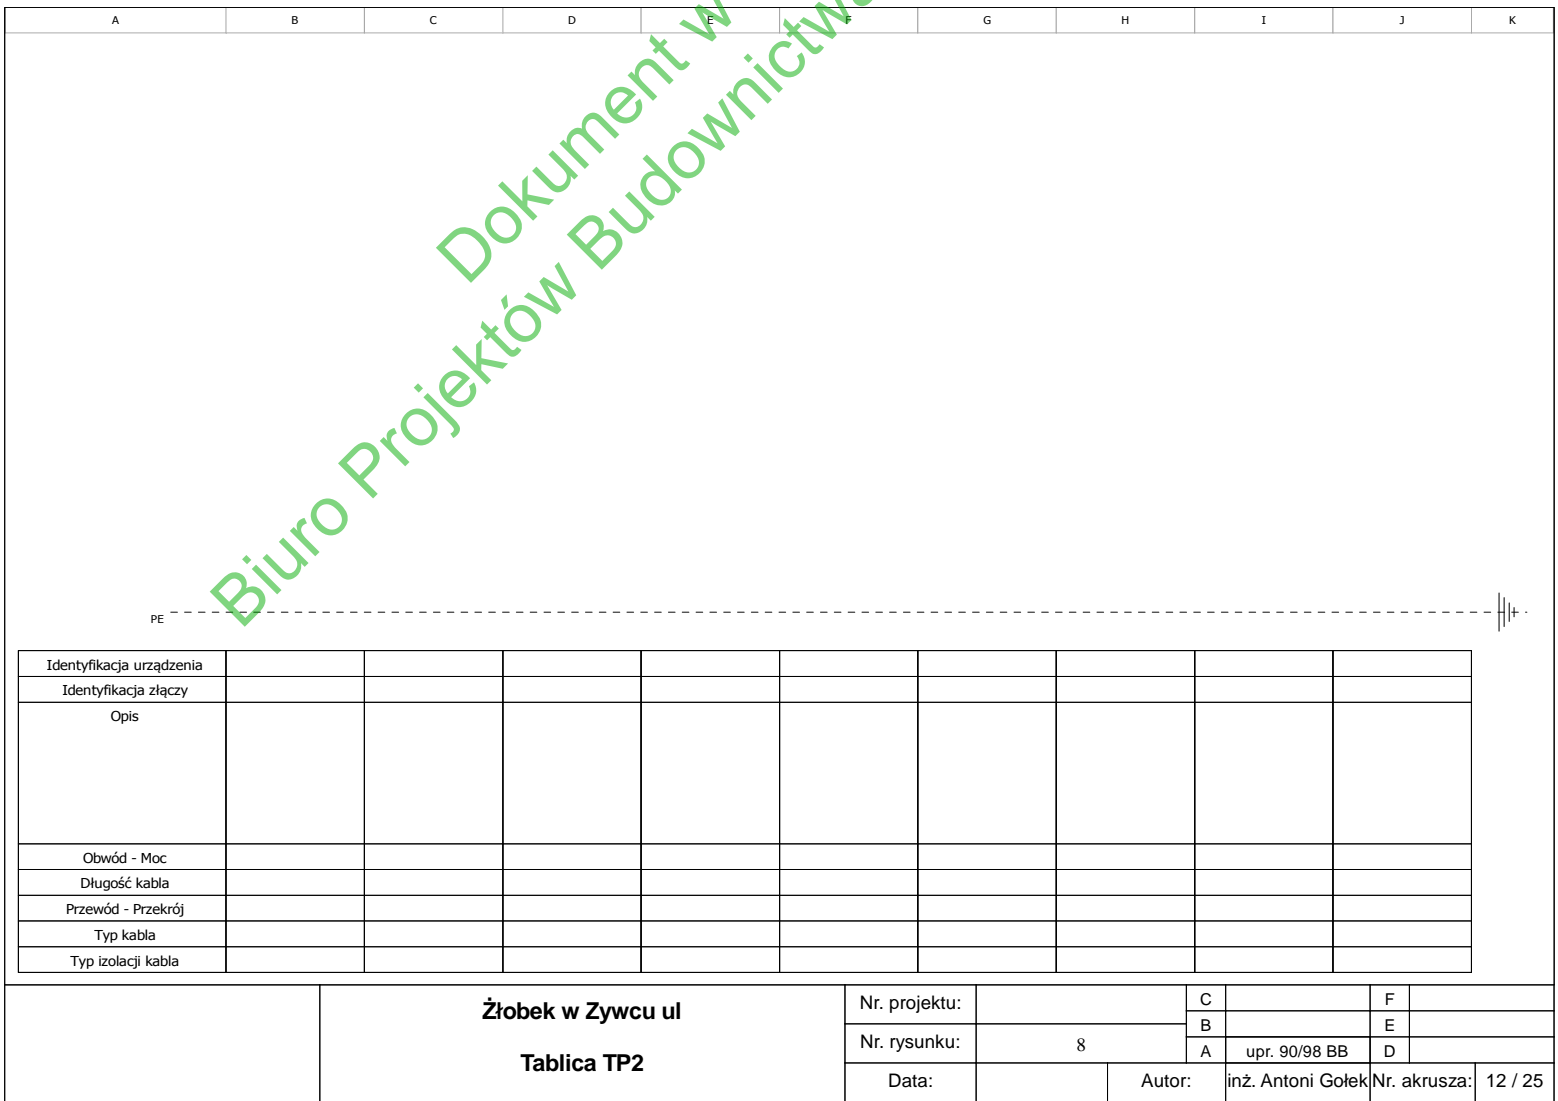 A B C D E F G H I J K
Dokument w
Biuro Projektów Budownictwa
PE
Identyfikacja urządzenia
Identyfikacja złączy
Opis
Obwód - Moc
Długość kabla
Przewód - Przekrój
Typ kabla
Typ izolacji kabla
Żłobek w Zywcu ul
Tablica TP2
Nr. projektu:
Nr. rysunku: 8
Data:
Autor: inż. Antoni Gołek
C F
B E
A upr. 90/98 BB D
Nr. akrusza: 12 / 25